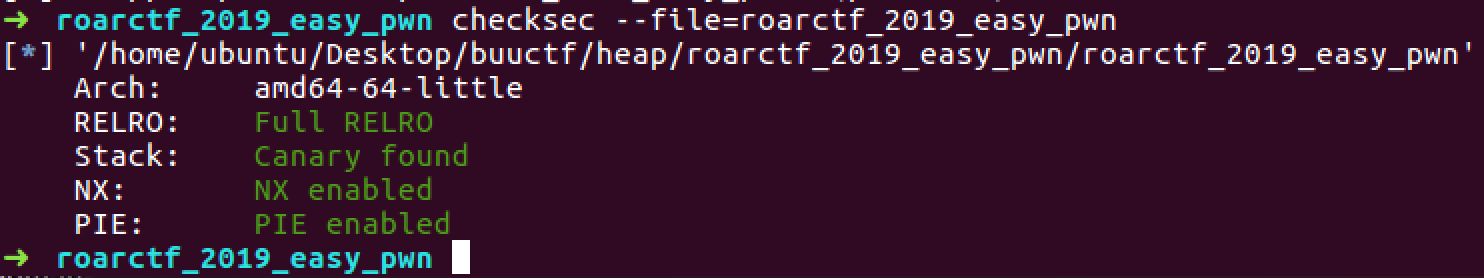 ➜ roarctf_2019_easy_pwn checksec --file=roarctf_2019_easy_pwn
[*] '/home/ubuntu/Desktop/buuctf/heap/roarctf_2019_easy_pwn/roarctf_2019_easy_pwn'
Arch: amd64-64-little
RELRO: Full RELRO
Stack: Canary found
NX: NX enabled
PIE: PIE enabled
➜ roarctf_2019_easy_pwn